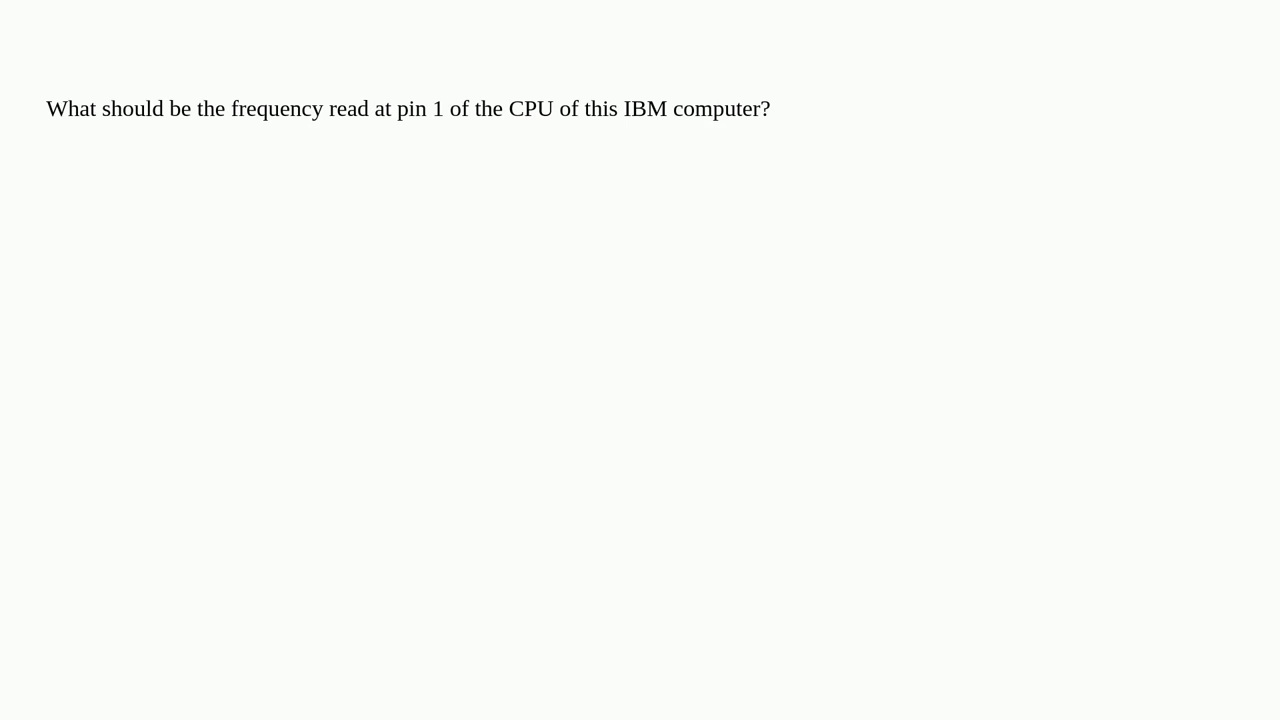 What should be the frequency read at pin 1 of the CPU of this IBM computer?